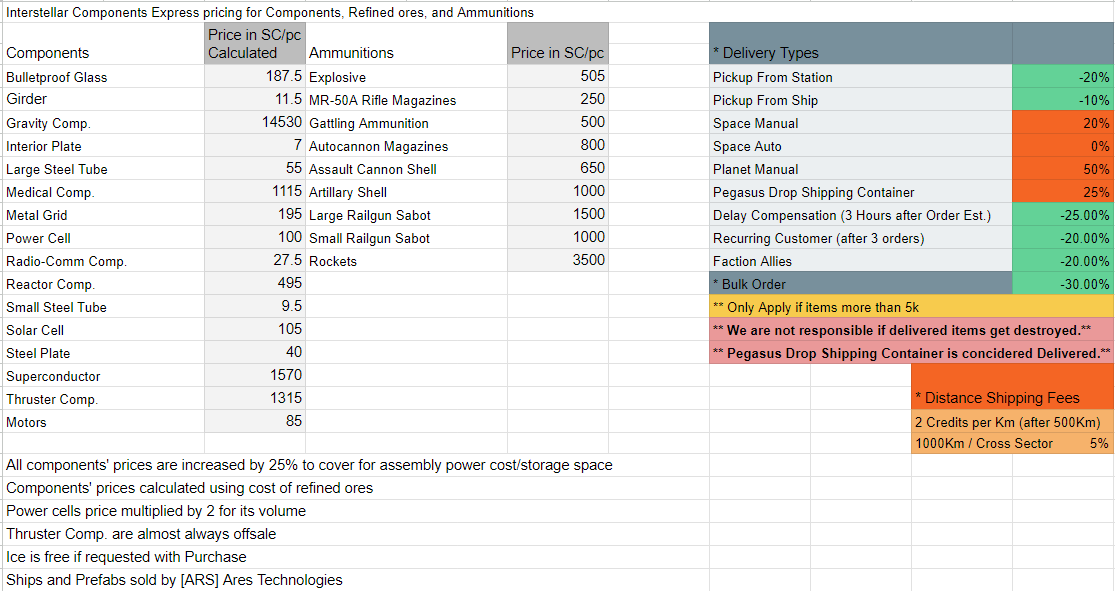 Interstellar Components Express pricing for Components, Refined ores, and Ammunitions
Components Price in SC/pc Calculated Ammunitions Price in SC/pc * Delivery Types
Bulletproof Glass 187.5 Explosive 505 Pickup From Station -20%
Girder 11.5 MR-50A Rifle Magazines 250 Pickup From Ship -10%
Gravity Comp. 14530 Gattling Ammunition 500 Space Manual 20%
Interior Plate 7 Autocannon Magazines 800 Space Auto 0%
Large Steel Tube 55 Assault Cannon Shell 650 Planet Manual 50%
Medical Comp. 1115 Artillary Shell 1000 Pegasus Drop Shipping Container 25%
Metal Grid 195 Large Railgun Sabot 1500 Delay Compensation (3 Hours after Order Est.) -25.00%
Power Cell 100 Small Railgun Sabot 1000 Recurring Customer (after 3 orders) -20.00%
Radio-Comm Comp. 27.5 Rockets 3500 Faction Allies -20.00%
Reactor Comp. 495 * Bulk Order -30.00%
Small Steel Tube 9.5 ** Only Apply if items more than 5k
Solar Cell 105 ** We are not responsible if delivered items get destroyed.**
Steel Plate 40 ** Pegasus Drop Shipping Container is concidered Delivered.**
Superconductor 1570
Thruster Comp. 1315 * Distance Shipping Fees
Motors 85 2 Credits per Km (after 500Km)
1000Km / Cross Sector 5%
All components' prices are increased by 25% to cover for assembly power cost/storage space
Components' prices calculated using cost of refined ores
Power cells price multiplied by 2 for its volume
Thruster Comp. are almost always offsale
Ice is free if requested with Purchase
Ships and Prefabs sold by [ARS] Ares Technologies